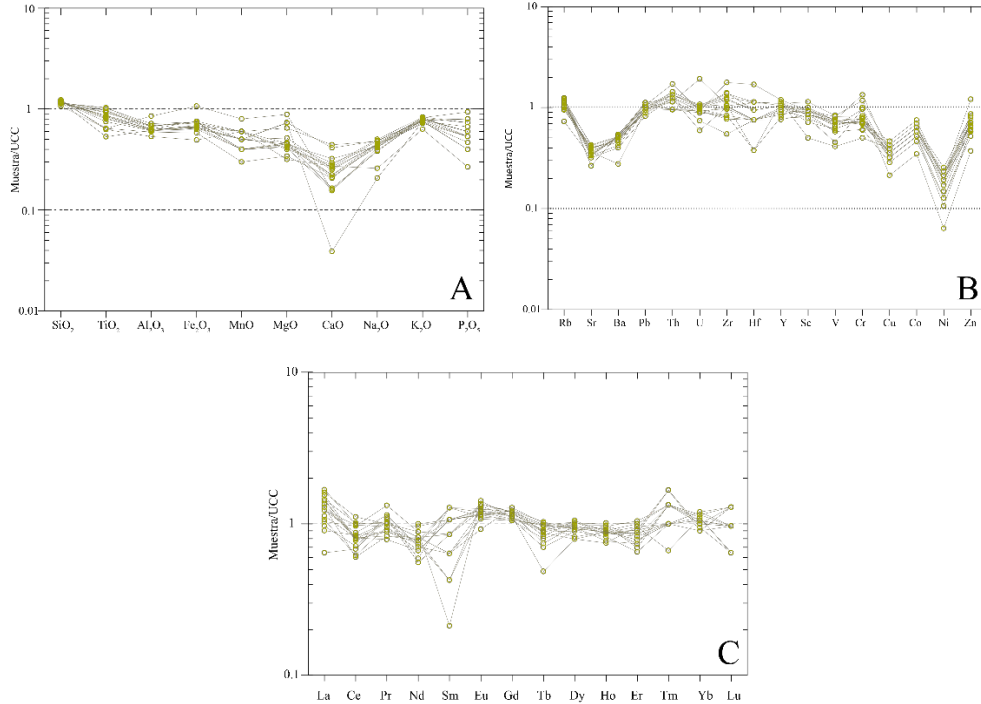 10
1
0.1
0.01
Muestra/UCC
SiO₂ TiO₂ Al₂O₃ Fe₂O₃ MnO MgO CaO Na₂O K₂O P₂O₅
A
10
1
0.1
0.01
Muestra/UCC
Rb Sr Ba Pb Th U Zr Hf Y Sc V Cr Cu Co Ni Zn
B
10
1
0.1
Muestra/UCC
La Ce Pr Nd Sm Eu Gd Tb Dy Ho Er Tm Yb Lu
C